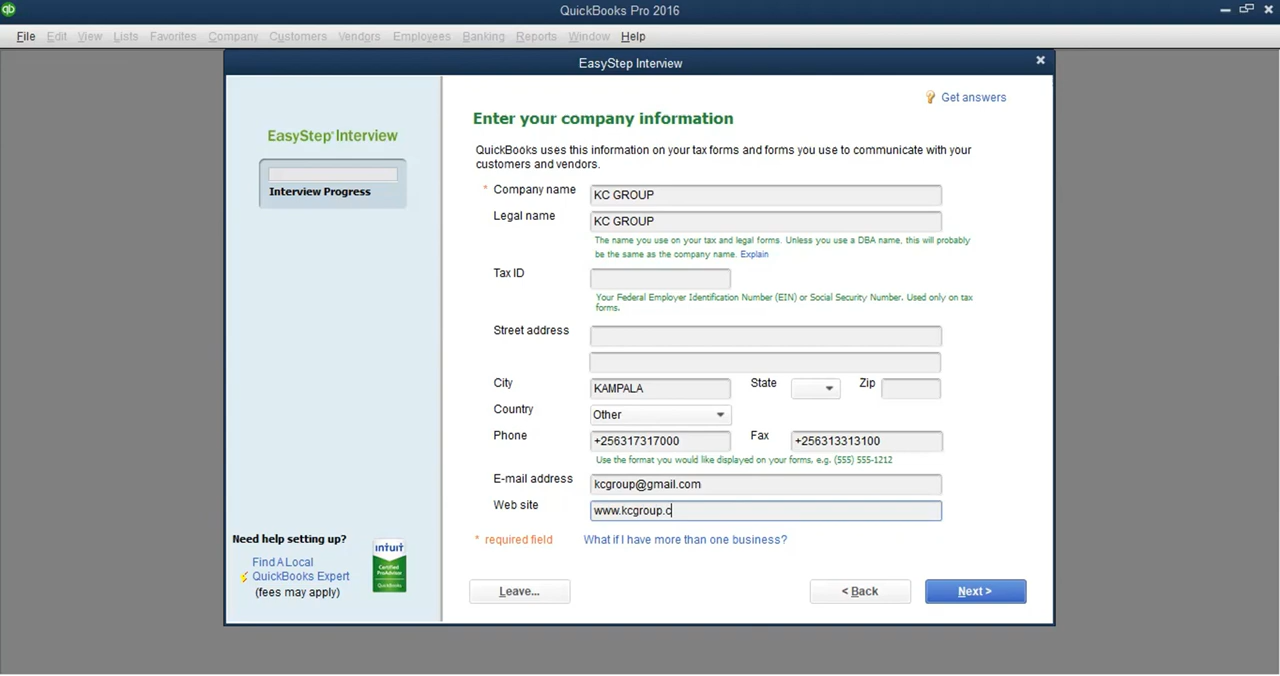 qb QuickBooks Pro 2016
File Edit View Lists Favorites Company Customers Vendors Employees Banking Reports Window Help
EasyStep Interview
Get answers
EasyStep® Interview
Interview Progress
Enter your company information
QuickBooks uses this information on your tax forms and forms you use to communicate with your
customers and vendors.
* Company name KC GROUP
Legal name KC GROUP
The name you use on your tax and legal forms. Unless you use a DBA name, this will probably
be the same as the company name. Explain
Tax ID
Your Federal Employer Identification Number (EIN) or Social Security Number. Used only on tax
forms.
Street address
City KAMPALA State Zip
Country Other
Phone +256317317000 Fax +256313313100
Use the format you would like displayed on your forms, e.g. (555) 555-1212
E-mail address kcgroup@gmail.com
Web site www.kcgroup.c
* required field What if I have more than one business?
Need help setting up?
Find A Local
QuickBooks Expert
(fees may apply)
intuit
Certified
ProAdvisor
QuickBooks
Leave... < Back Next >